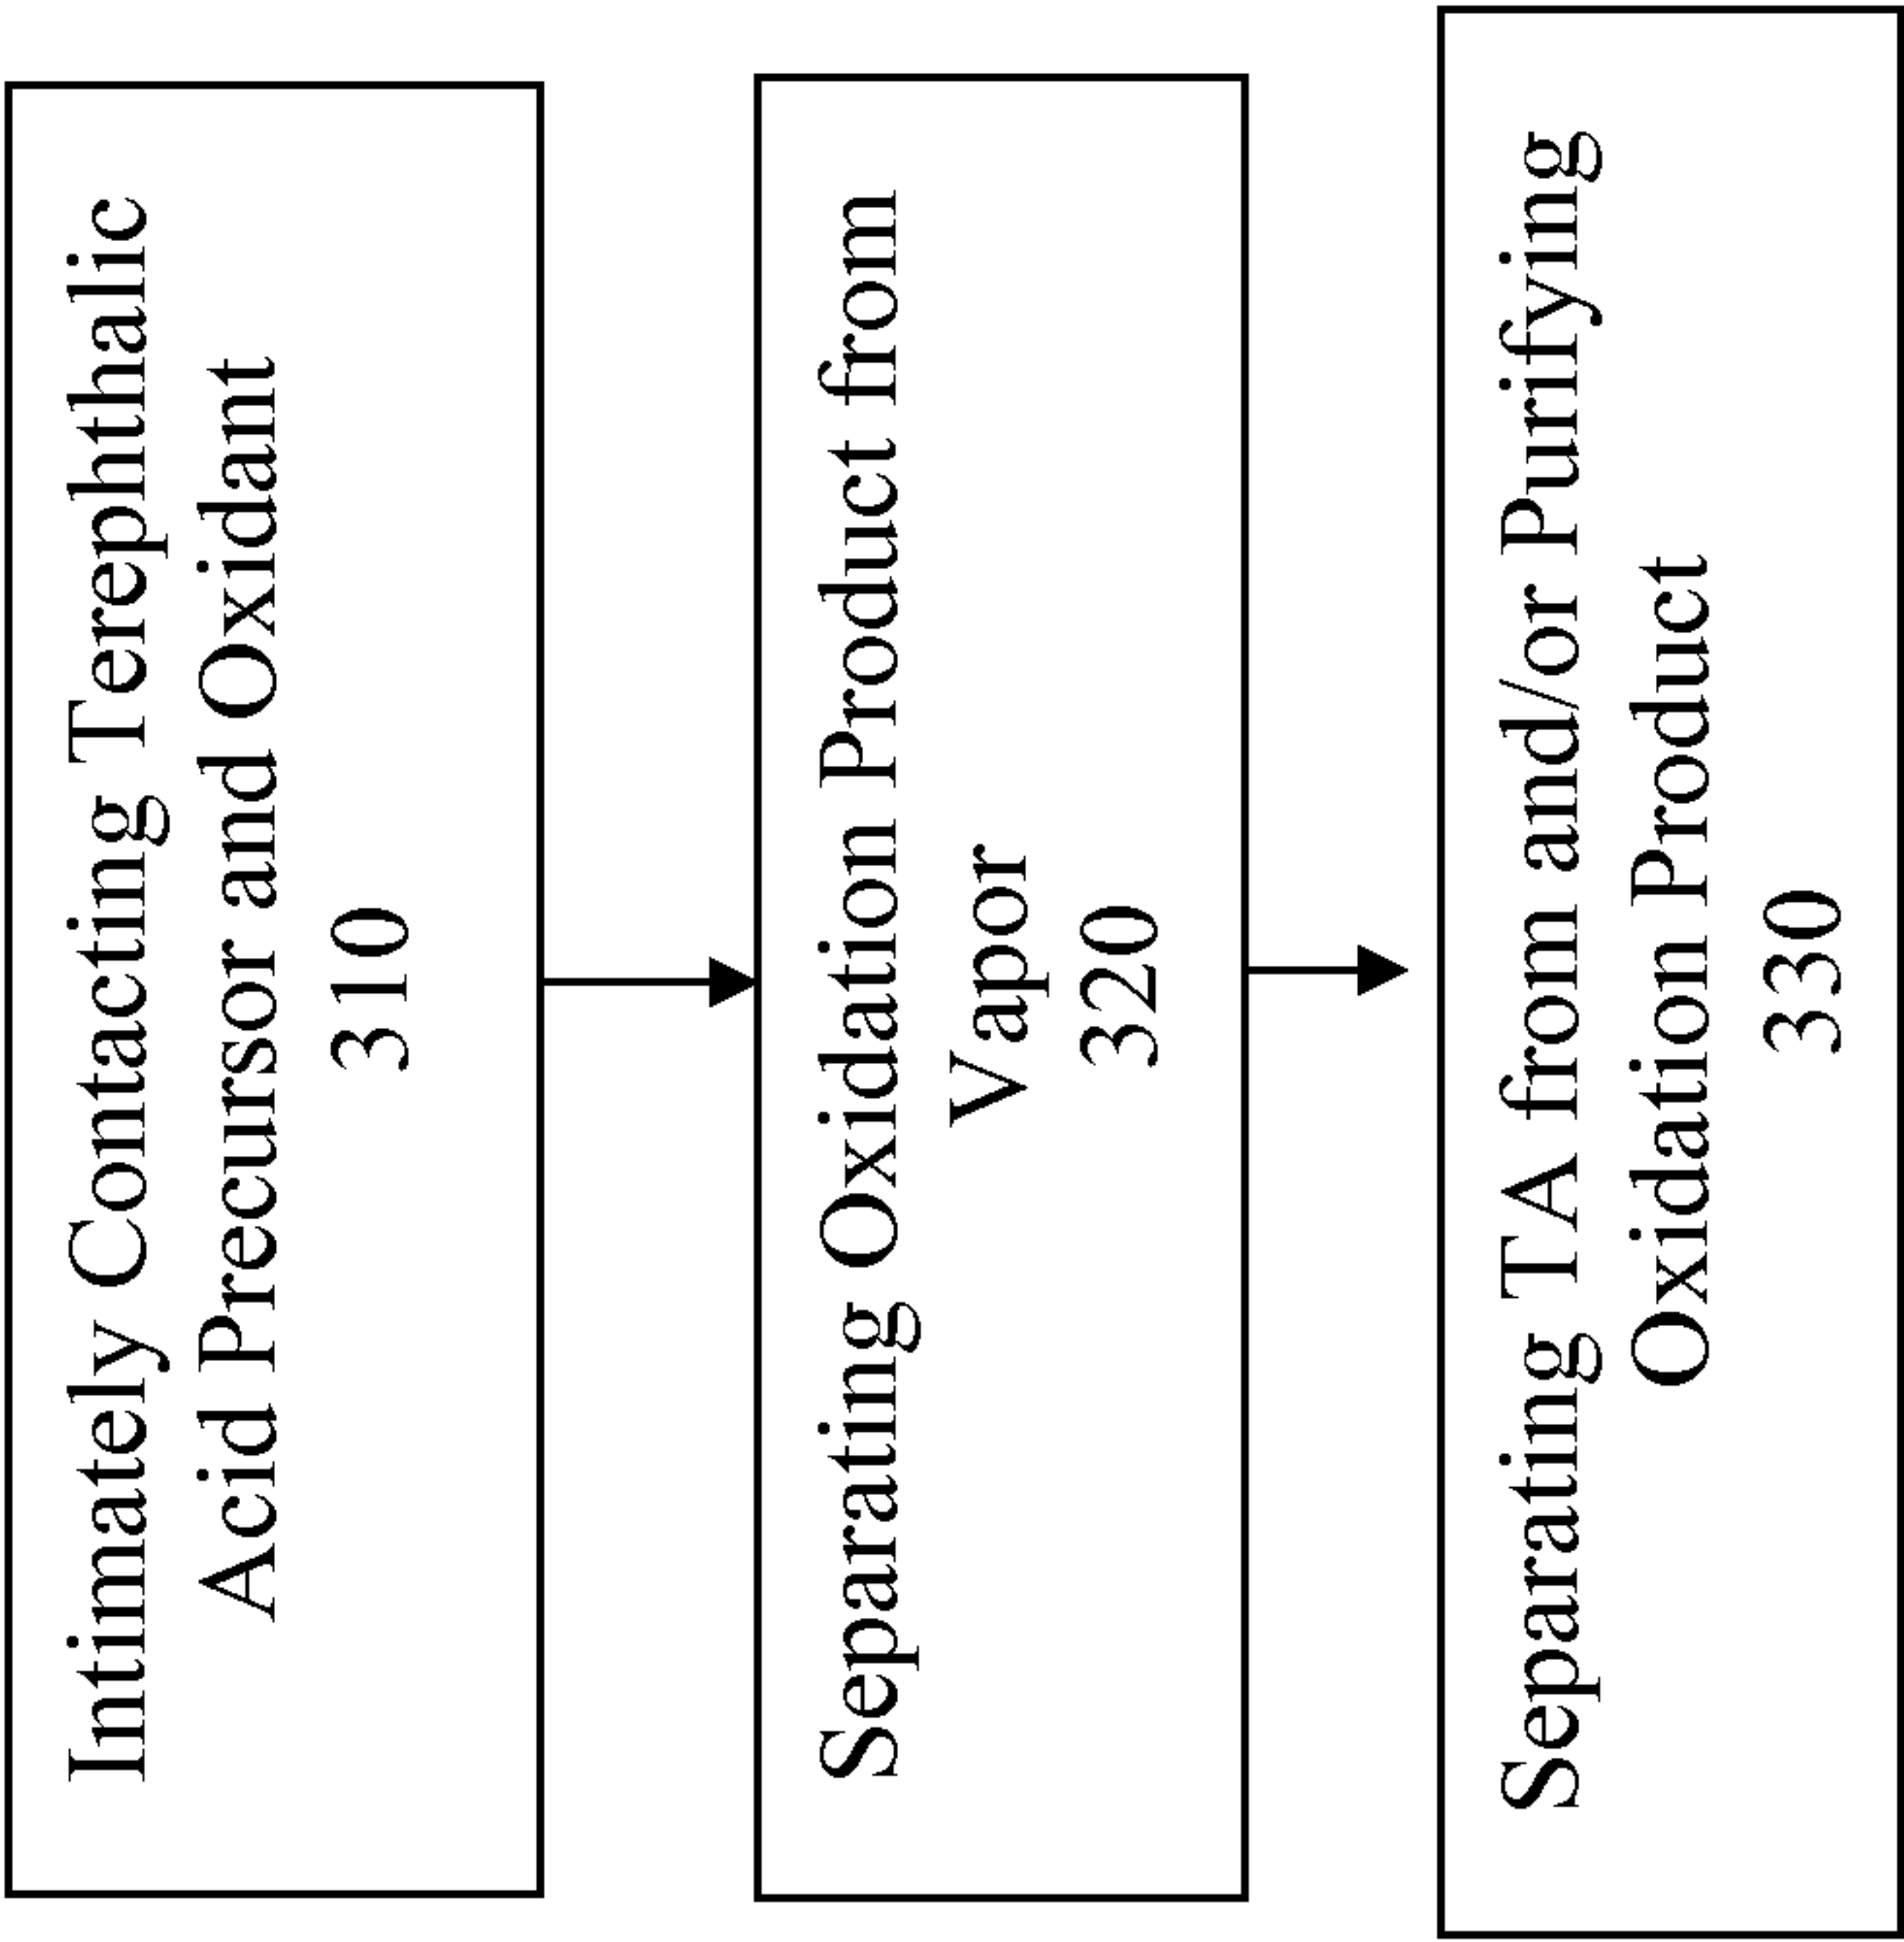 Intimately Contacting Terephthalic
Acid Precursor and Oxidant
310
Separating Oxidation Product from
Vapor
320
Separating TA from and/or Purifying
Oxidation Product
330